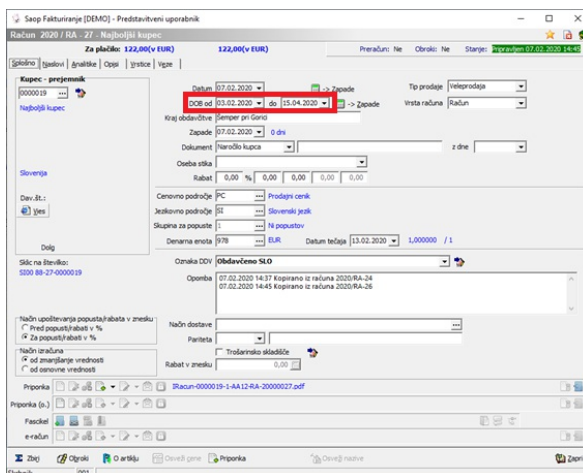 Saop Fakturiranje [DEMO] - Predstavitveni uporabnik
Račun 2020 / RA - 27 - Najboljši kupec
Za plačilo: 122,00(v EUR) 122,00(v EUR) Preračun: Ne Obroki: Ne Stanje: Pripravljen 07.02.2020 14:45
Splošno Naslovi Analitike Opisi Vrstice Veze
Kupec - prejemnik
0000019
Najboljši kupec
Slovenija
Dav.št.:
Vies
Dolg
Sklic na številko:
SI00 88-27-0000019
Datum 07.02.2020 -> Zapade Tip prodaje Veleprodaja
DOB od 03.02.2020 do 15.04.2020 -> Zapade Vrsta računa Račun
Kraj obdavčitve Šempeter pri Gorici
Zapade 07.02.2020 0 dni
Dokument Naročilo kupca z dne
Oseba stika
Rabat 0,00 % 0,00 0,00 0,00 0,00
Cenovno področje PC Prodajni cenik
Jezikovno področje SI Slovenski jezik
Skupina za popuste 1 Ni popustov
Denarna enota 978 EUR Datum tečaja 13.02.2020 1,000000 / 1
Oznaka DDV Obdavčeno SLO
Opomba 07.02.2020 14:37 Kopirano iz računa 2020/RA-24
07.02.2020 14:45 Kopirano iz računa 2020/RA-26
Način upoštevanja popusta/rabata v znesku
Pred popusti/rabati v %
Za popusti/rabati v %
Način izračuna
od zmanjšanje vrednosti
od osnovne vrednosti
Način dostave
Pariteta
Trošarinsko skladišče
Rabat v znesku 0,00
Priponka IRacun-0000019-1-AA12-RA-20000027.pdf
Priponka (o.)
Fascikel
e-račun
Zbirj Obroki O artiklu Osveži cene Priponka Osveži nazive Zapri
Skrbnik 001